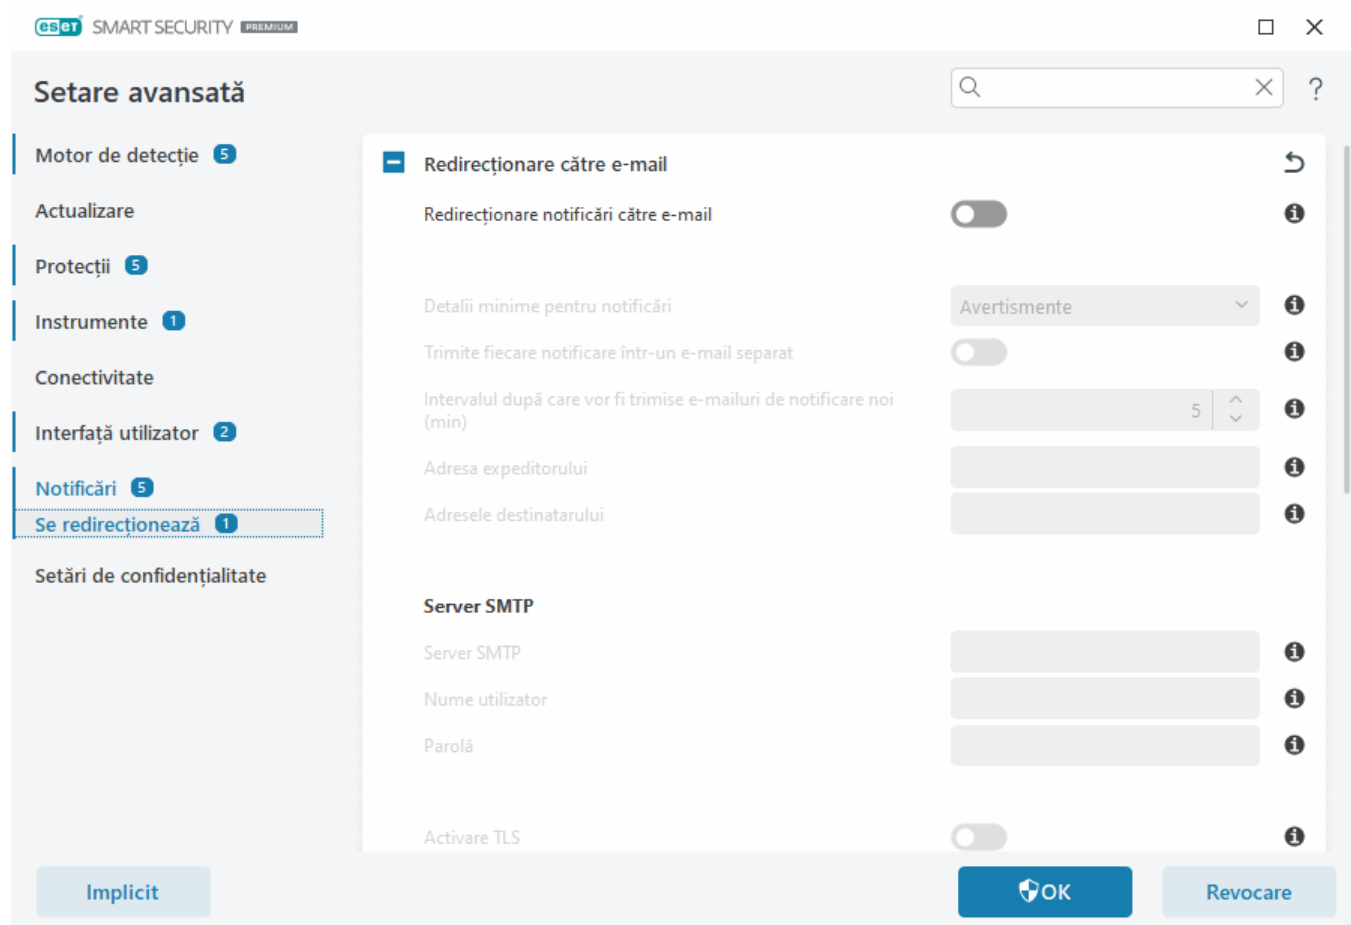 eset SMART SECURITY PREMIUM
Setare avansată
?
Motor de detecție 5
Actualizare
Protecții 5
Instrumente 1
Conectivitate
Interfață utilizator 2
Notificări 5
Se redirecționează 1
Setări de confidențialitate
Redirecționare către e-mail
Redirecționare notificări către e-mail
Detalii minime pentru notificări
Avertismente
Trimite fiecare notificare într-un e-mail separat
Intervalul după care vor fi trimise e-mailuri de notificare noi
(min)
5
Adresa expeditorului
Adresele destinatarului
Server SMTP
Server SMTP
Nume utilizator
Parolă
Activare TLS
Implicit
OK
Revocare